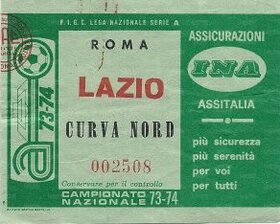 F.I.G.C. LEGA NAZIONALE SERIE A
ROMA
LAZIO
CURVA NORD
002508
Conservare per il controllo
CAMPIONATO
NAZIONALE 73-74
73-74
ASSICURAZIONI
INA
ASSITALIA
più sicurezza
più serenità
per voi
per tutti